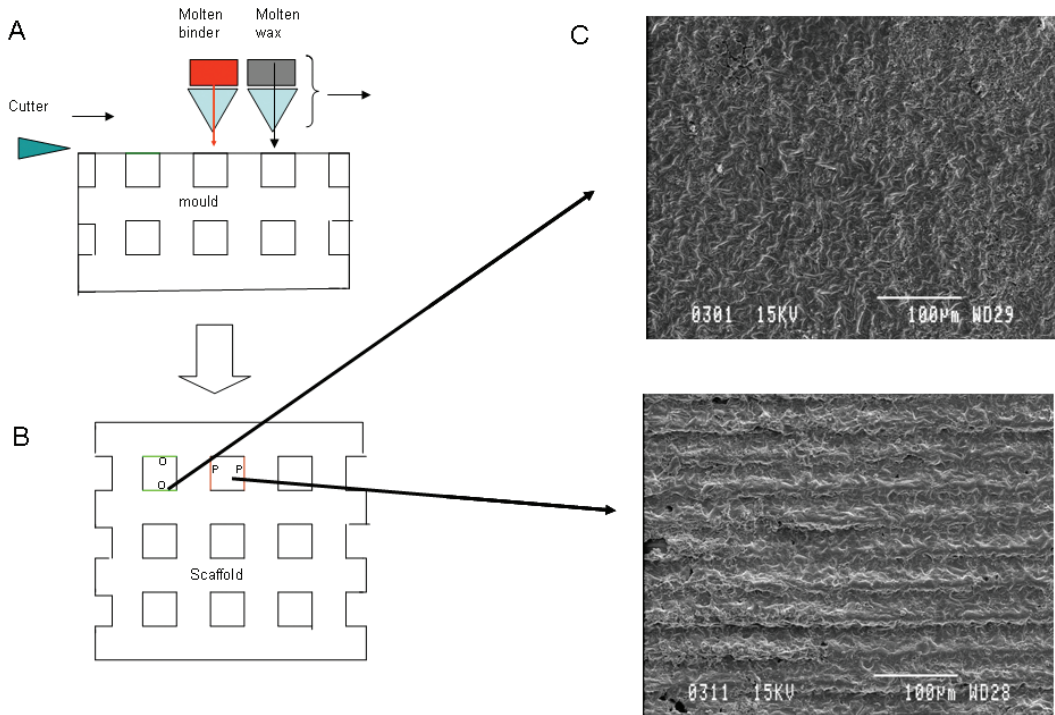 A
Molten
binder
Molten
wax
Cutter
mould
B
O
O
P P
Scaffold
C
0301 15KV 100µm WD29
0311 15KV 100µm WD28